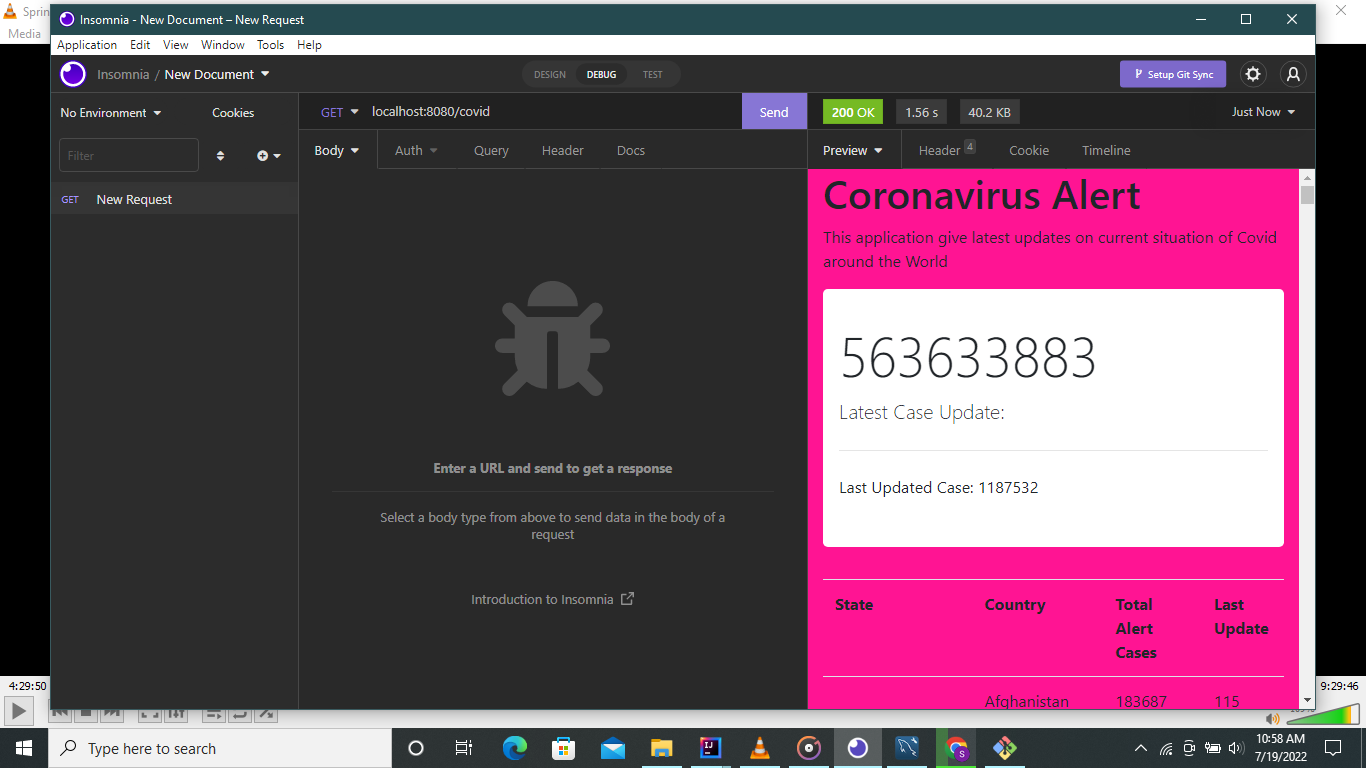 Sprin
Media
Insomnia - New Document – New Request
Application Edit View Window Tools Help
Insomnia / New Document
DESIGN DEBUG TEST
Setup Git Sync
No Environment Cookies
GET localhost:8080/covid Send
200 OK 1.56 s 40.2 KB Just Now
Filter
Body Auth Query Header Docs
Preview Header 4 Cookie Timeline
GET New Request
Enter a URL and send to get a response
Select a body type from above to send data in the body of a
request
Introduction to Insomnia
Coronavirus Alert
This application give latest updates on current situation of Covid
around the World
563633883
Latest Case Update:
Last Updated Case: 1187532
State Country Total Last
Alert Update
Cases
Afghanistan 183687 115
4:29:50 9:29:46
Type here to search
IJ
S
10:58 AM
7/19/2022